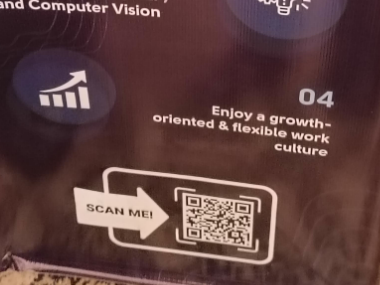 and Computer Vision
04
Enjoy a growth-
oriented & flexible work
culture
SCAN ME!